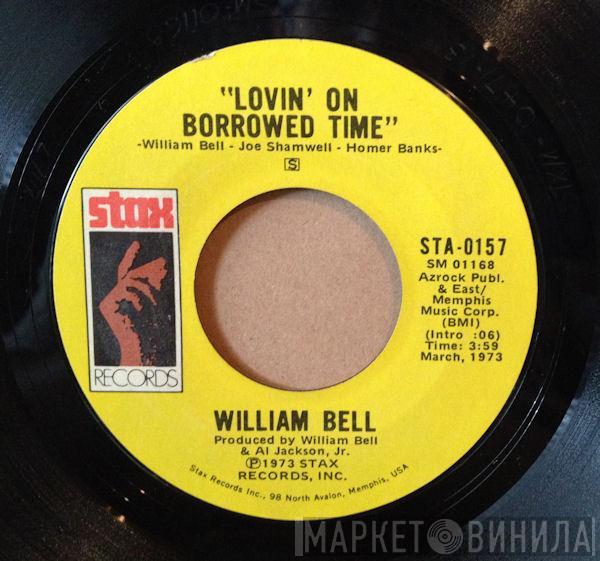 "LOVIN' ON
BORROWED TIME"
-William Bell - Joe Shamwell - Homer Banks-
S
stax
RECORDS
STA-0157
SM 01168
Azrock Publ.
& East/
Memphis
Music Corp.
(BMI)
(Intro :06)
Time: 3:59
March, 1973
WILLIAM BELL
Produced by William Bell
& Al Jackson, Jr.
℗1973 STAX
RECORDS, INC.
Stax Records Inc., 98 North Avalon, Memphis, USA
МАРКЕТ ВИНИЛА